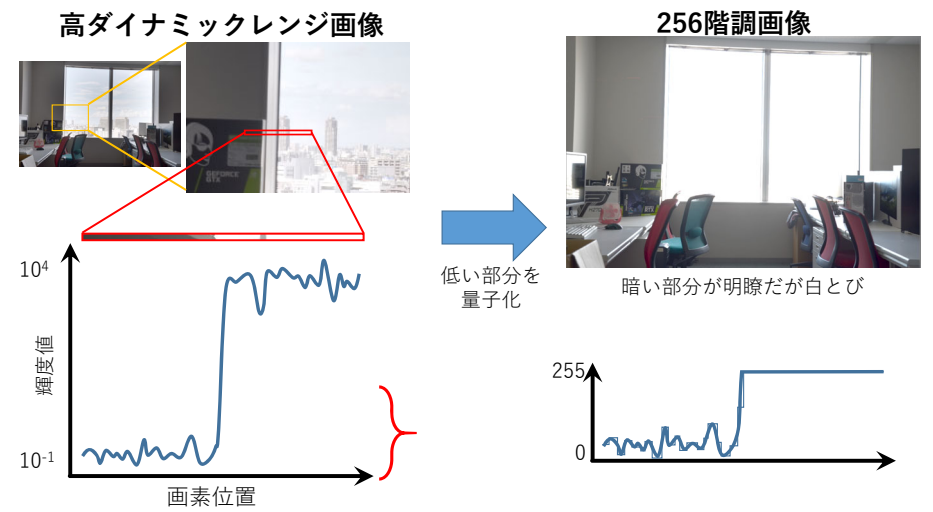 高ダイナミックレンジ画像
256階調画像
GEFORCE
GTX
低い部分を
量子化
暗い部分が明瞭だが白とび
10⁴
輝度値
10⁻¹
画素位置
255
0